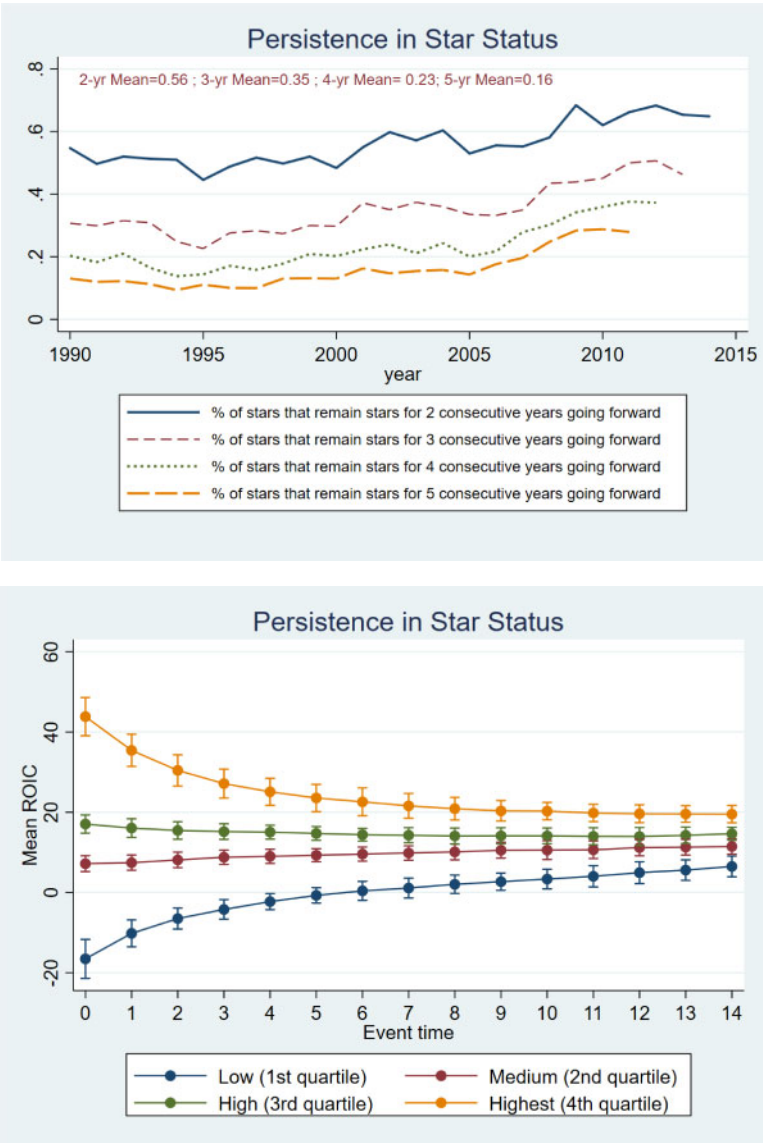 Persistence in Star Status
2-yr Mean=0.56 ; 3-yr Mean=0.35 ; 4-yr Mean= 0.23; 5-yr Mean=0.16
.8
.6
.4
.2
0
1990 1995 2000 2005 2010 2015
year
% of stars that remain stars for 2 consecutive years going forward
% of stars that remain stars for 3 consecutive years going forward
% of stars that remain stars for 4 consecutive years going forward
% of stars that remain stars for 5 consecutive years going forward
Persistence in Star Status
Mean ROIC
60
40
20
0
-20
0 1 2 3 4 5 6 7 8 9 10 11 12 13 14
Event time
Low (1st quartile) Medium (2nd quartile)
High (3rd quartile) Highest (4th quartile)